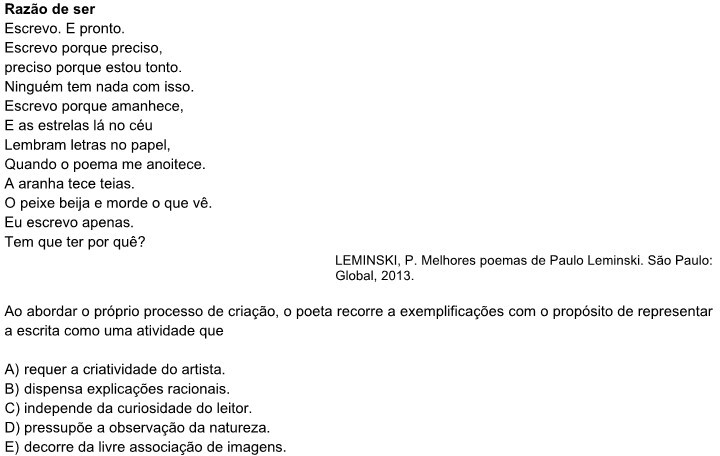 Razão de ser
Escrevo. E pronto.
Escrevo porque preciso,
preciso porque estou tonto.
Ninguém tem nada com isso.
Escrevo porque amanhece,
E as estrelas lá no céu
Lembram letras no papel,
Quando o poema me anoitece.
A aranha tece teias.
O peixe beija e morde o que vê.
Eu escrevo apenas.
Tem que ter por quê?
LEMINSKI, P. Melhores poemas de Paulo Leminski. São Paulo:
Global, 2013.
Ao abordar o próprio processo de criação, o poeta recorre a exemplificações com o propósito de representar
a escrita como uma atividade que
A) requer a criatividade do artista.
B) dispensa explicações racionais.
C) independe da curiosidade do leitor.
D) pressupõe a observação da natureza.
E) decorre da livre associação de imagens.